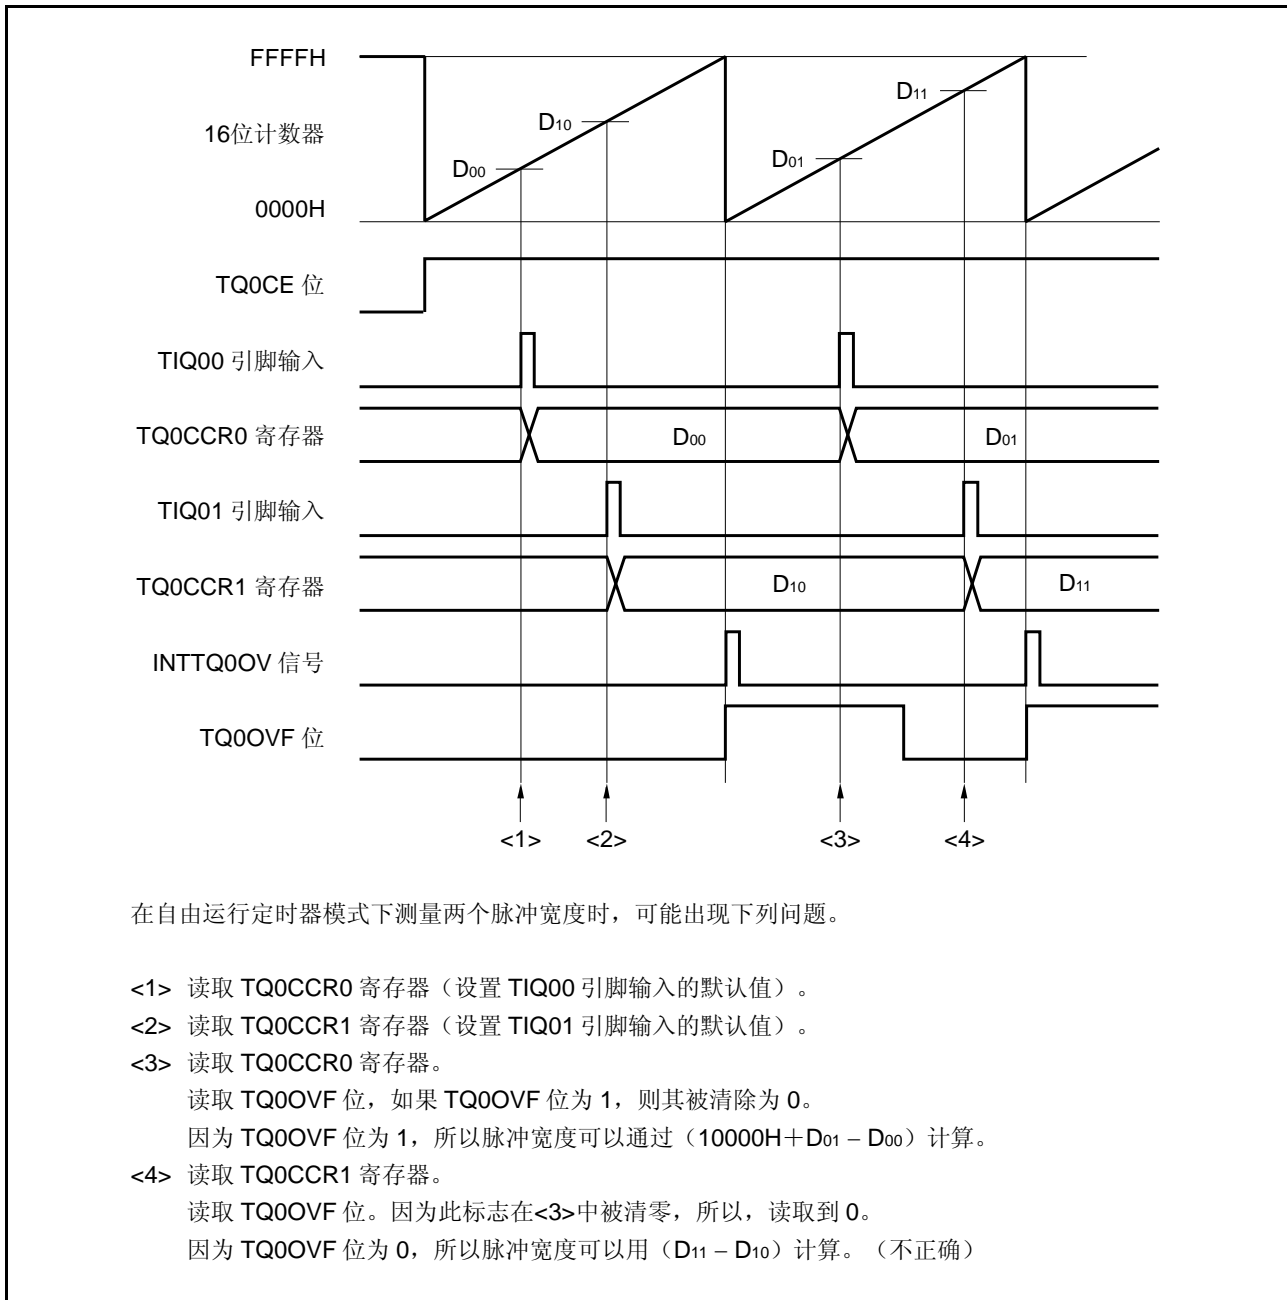 FFFFH
D11
D10
16位计数器
D01
D00
0000H
TQ0CE 位
TIQ00 引脚输入
TQ0CCR0 寄存器 D00 D01
TIQ01 引脚输入
TQ0CCR1 寄存器 D10 D11
INTTQ0OV 信号
TQ0OVF 位
<1> <2> <3> <4>
在自由运行定时器模式下测量两个脉冲宽度时，可能出现下列问题。
<1> 读取 TQ0CCR0 寄存器（设置 TIQ00 引脚输入的默认值）。
<2> 读取 TQ0CCR1 寄存器（设置 TIQ01 引脚输入的默认值）。
<3> 读取 TQ0CCR0 寄存器。
读取 TQ0OVF 位，如果 TQ0OVF 位为 1，则其被清除为 0。
因为 TQ0OVF 位为 1，所以脉冲宽度可以通过（10000H＋D01 – D00）计算。
<4> 读取 TQ0CCR1 寄存器。
读取 TQ0OVF 位。因为此标志在<3>中被清零，所以，读取到 0。
因为 TQ0OVF 位为 0，所以脉冲宽度可以用（D11 – D10）计算。（不正确）